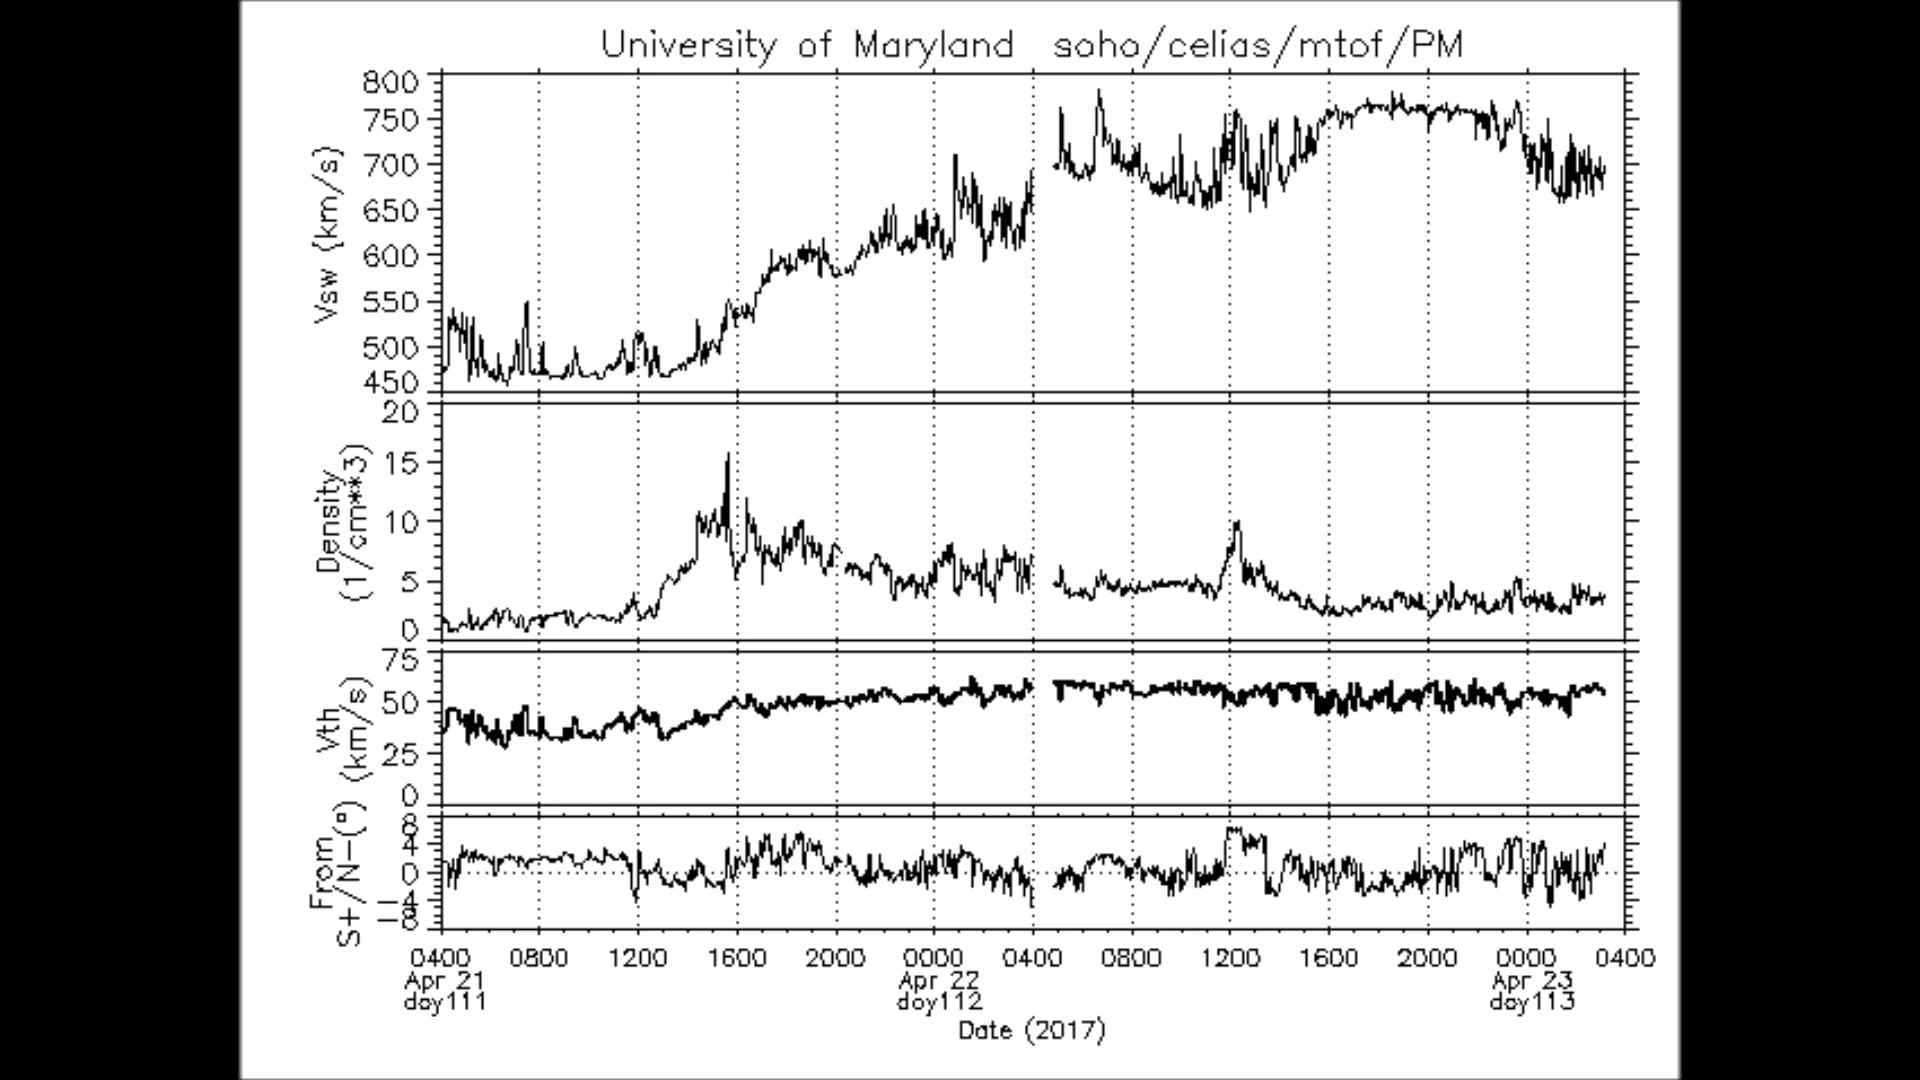 University of Maryland soho/celias/mtof/PM
800
750
700
650
600
550
500
450
Vsw (km/s)
20
15
10
5
0
Density
(1/cm**3)
75
50
25
0
Vth
(km/s)
8
4
0
-4
-8
From
S+/N-(°)
0400 0800 1200 1600 2000 0000 0400 0800 1200 1600 2000 0000 0400
Apr 21 Apr 22 Apr 23
doy111 doy112 doy113
Date (2017)